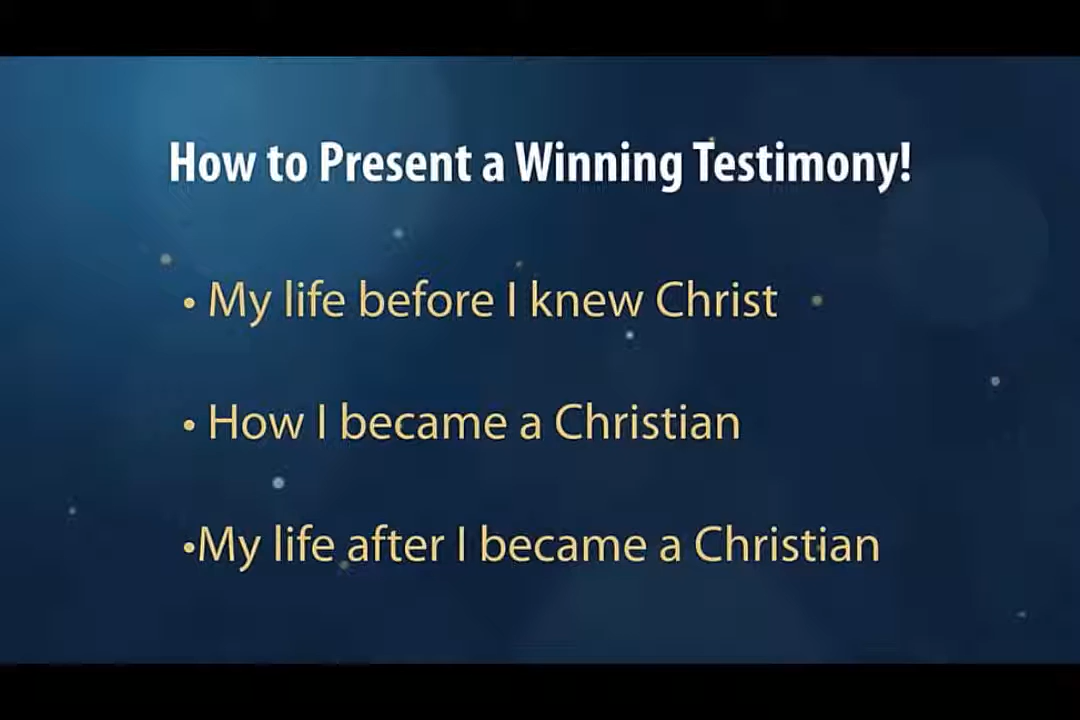 How to Present a Winning Testimony!
• My life before I knew Christ
• How I became a Christian
•My life after I became a Christian